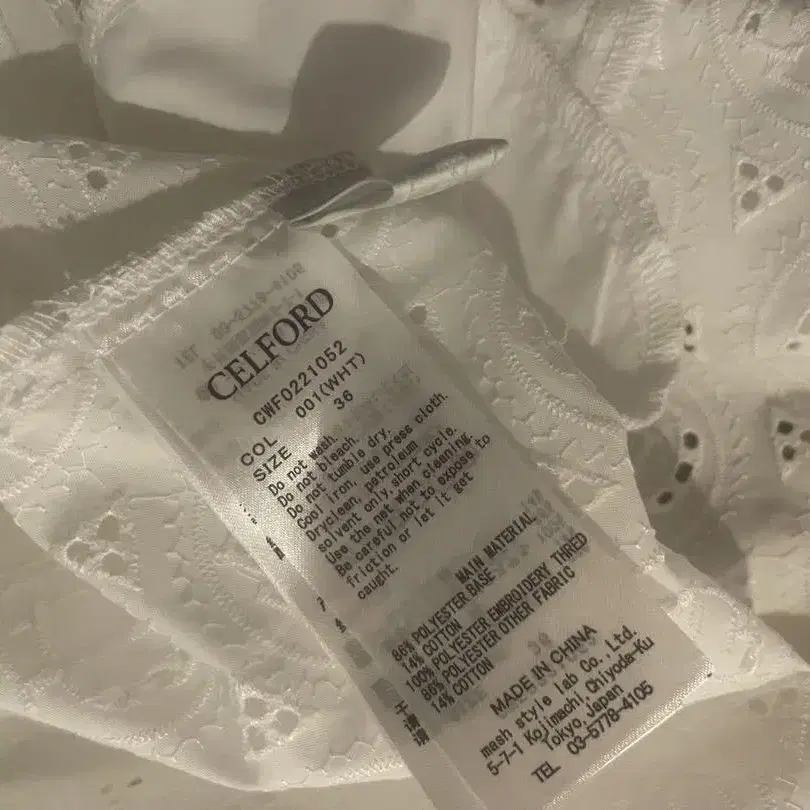 CELFORD
CWF0221052
COL 001(WHT)
SIZE 36
Do not wash.
Do not bleach.
Do not tumble dry.
Cool iron, use press cloth.
Dryclean, petroleum
solvent only,short cycle.
Use the net when cleaning.
Be careful not to expose to
friction or let it get
caught.
MAIN MATERIAL
86% POLYESTER BASE
14% COTTON
100% POLYESTER EMBROIDERY THRED
86% POLYESTER OTHER FABRIC
14% COTTON
MADE IN CHINA
mash style lab Co. Ltd.
5-7-1 Kojimachi Chiyoda-Ku
Tokyo,Japan
TEL 03-5778-4105